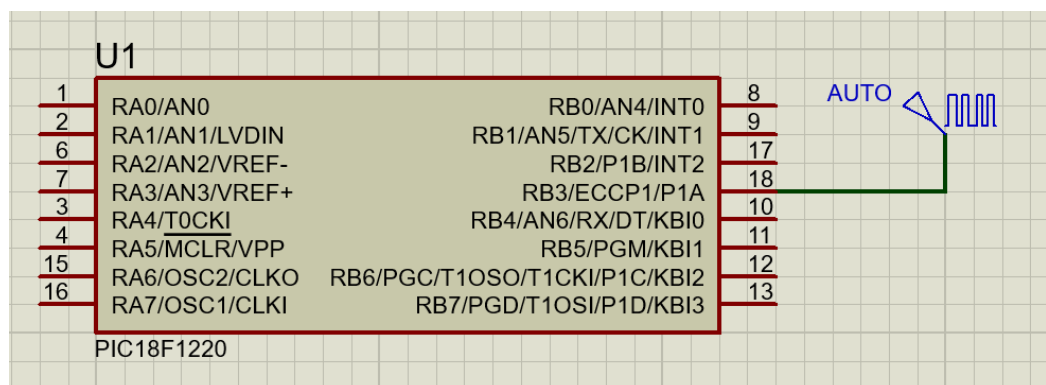 U1
1 RA0/AN0 RB0/AN4/INT0 8 AUTO
2 RA1/AN1/LVDIN RB1/AN5/TX/CK/INT1 9
6 RA2/AN2/VREF- RB2/P1B/INT2 17
7 RA3/AN3/VREF+ RB3/ECCP1/P1A 18
3 RA4/T0CKI RB4/AN6/RX/DT/KBI0 10
4 RA5/MCLR/VPP RB5/PGM/KBI1 11
15 RA6/OSC2/CLKO RB6/PGC/T1OSO/T1CKI/P1C/KBI2 12
16 RA7/OSC1/CLKI RB7/PGD/T1OSI/P1D/KBI3 13
PIC18F1220